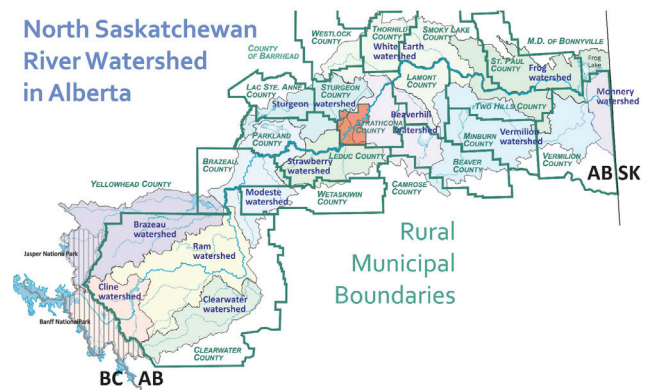 North Saskatchewan
River Watershed
in Alberta
WESTLOCK
COUNTY
THORHILD
COUNTY
SMOKY LAKE
COUNTY
M.D. OF BONNYVILLE
COUNTY
OF BARRHEAD
White Earth
watershed
ST. PAUL
COUNTY
Frog
watershed
Frog
Lake
LAC STE. ANNE
COUNTY
STURGEON
COUNTY
LAMONT
COUNTY
Monnery
watershed
Sturgeon watershed
TWO HILLS COUNTY
Beaverhill
watershed
STRATHCONA
COUNTY
PARKLAND
COUNTY
MINBURN
COUNTY
Vermilion
watershed
BRAZEAU
COUNTY
LEDUC COUNTY
Strawberry
watershed
BEAVER
COUNTY
VERMILION
COUNTY
AB SK
YELLOWHEAD COUNTY
Modeste
watershed
WETASKIWIN
COUNTY
CAMROSE
COUNTY
Brazeau
watershed
Ram
watershed
Rural
Municipal
Boundaries
Jasper National Park
Cline
watershed
Clearwater
watershed
Banff National Park
CLEARWATER
COUNTY
BC AB